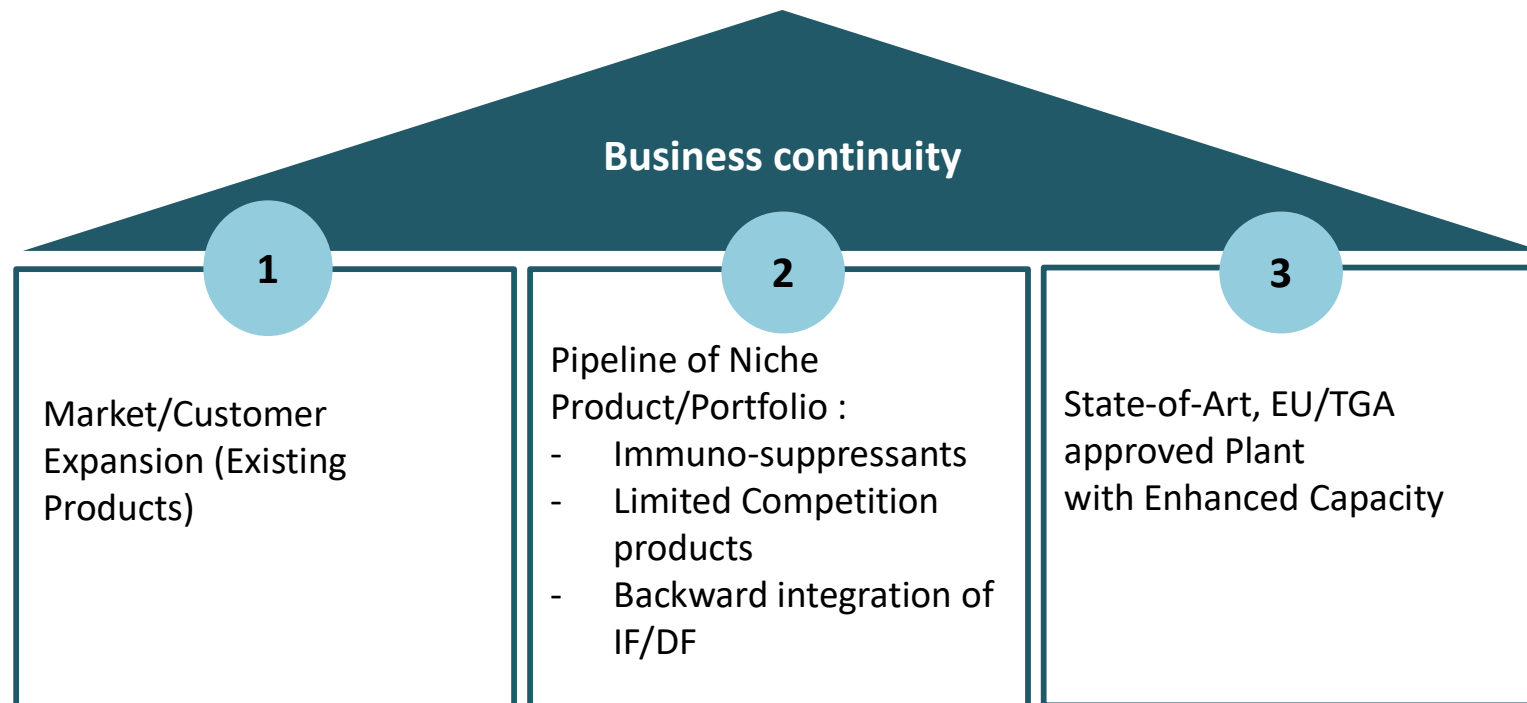 Business continuity
1
Market/Customer
Expansion (Existing
Products)
2
Pipeline of Niche
Product/Portfolio :
- Immuno-suppressants
- Limited Competition
products
- Backward integration of
IF/DF
3
State-of-Art, EU/TGA
approved Plant
with Enhanced Capacity